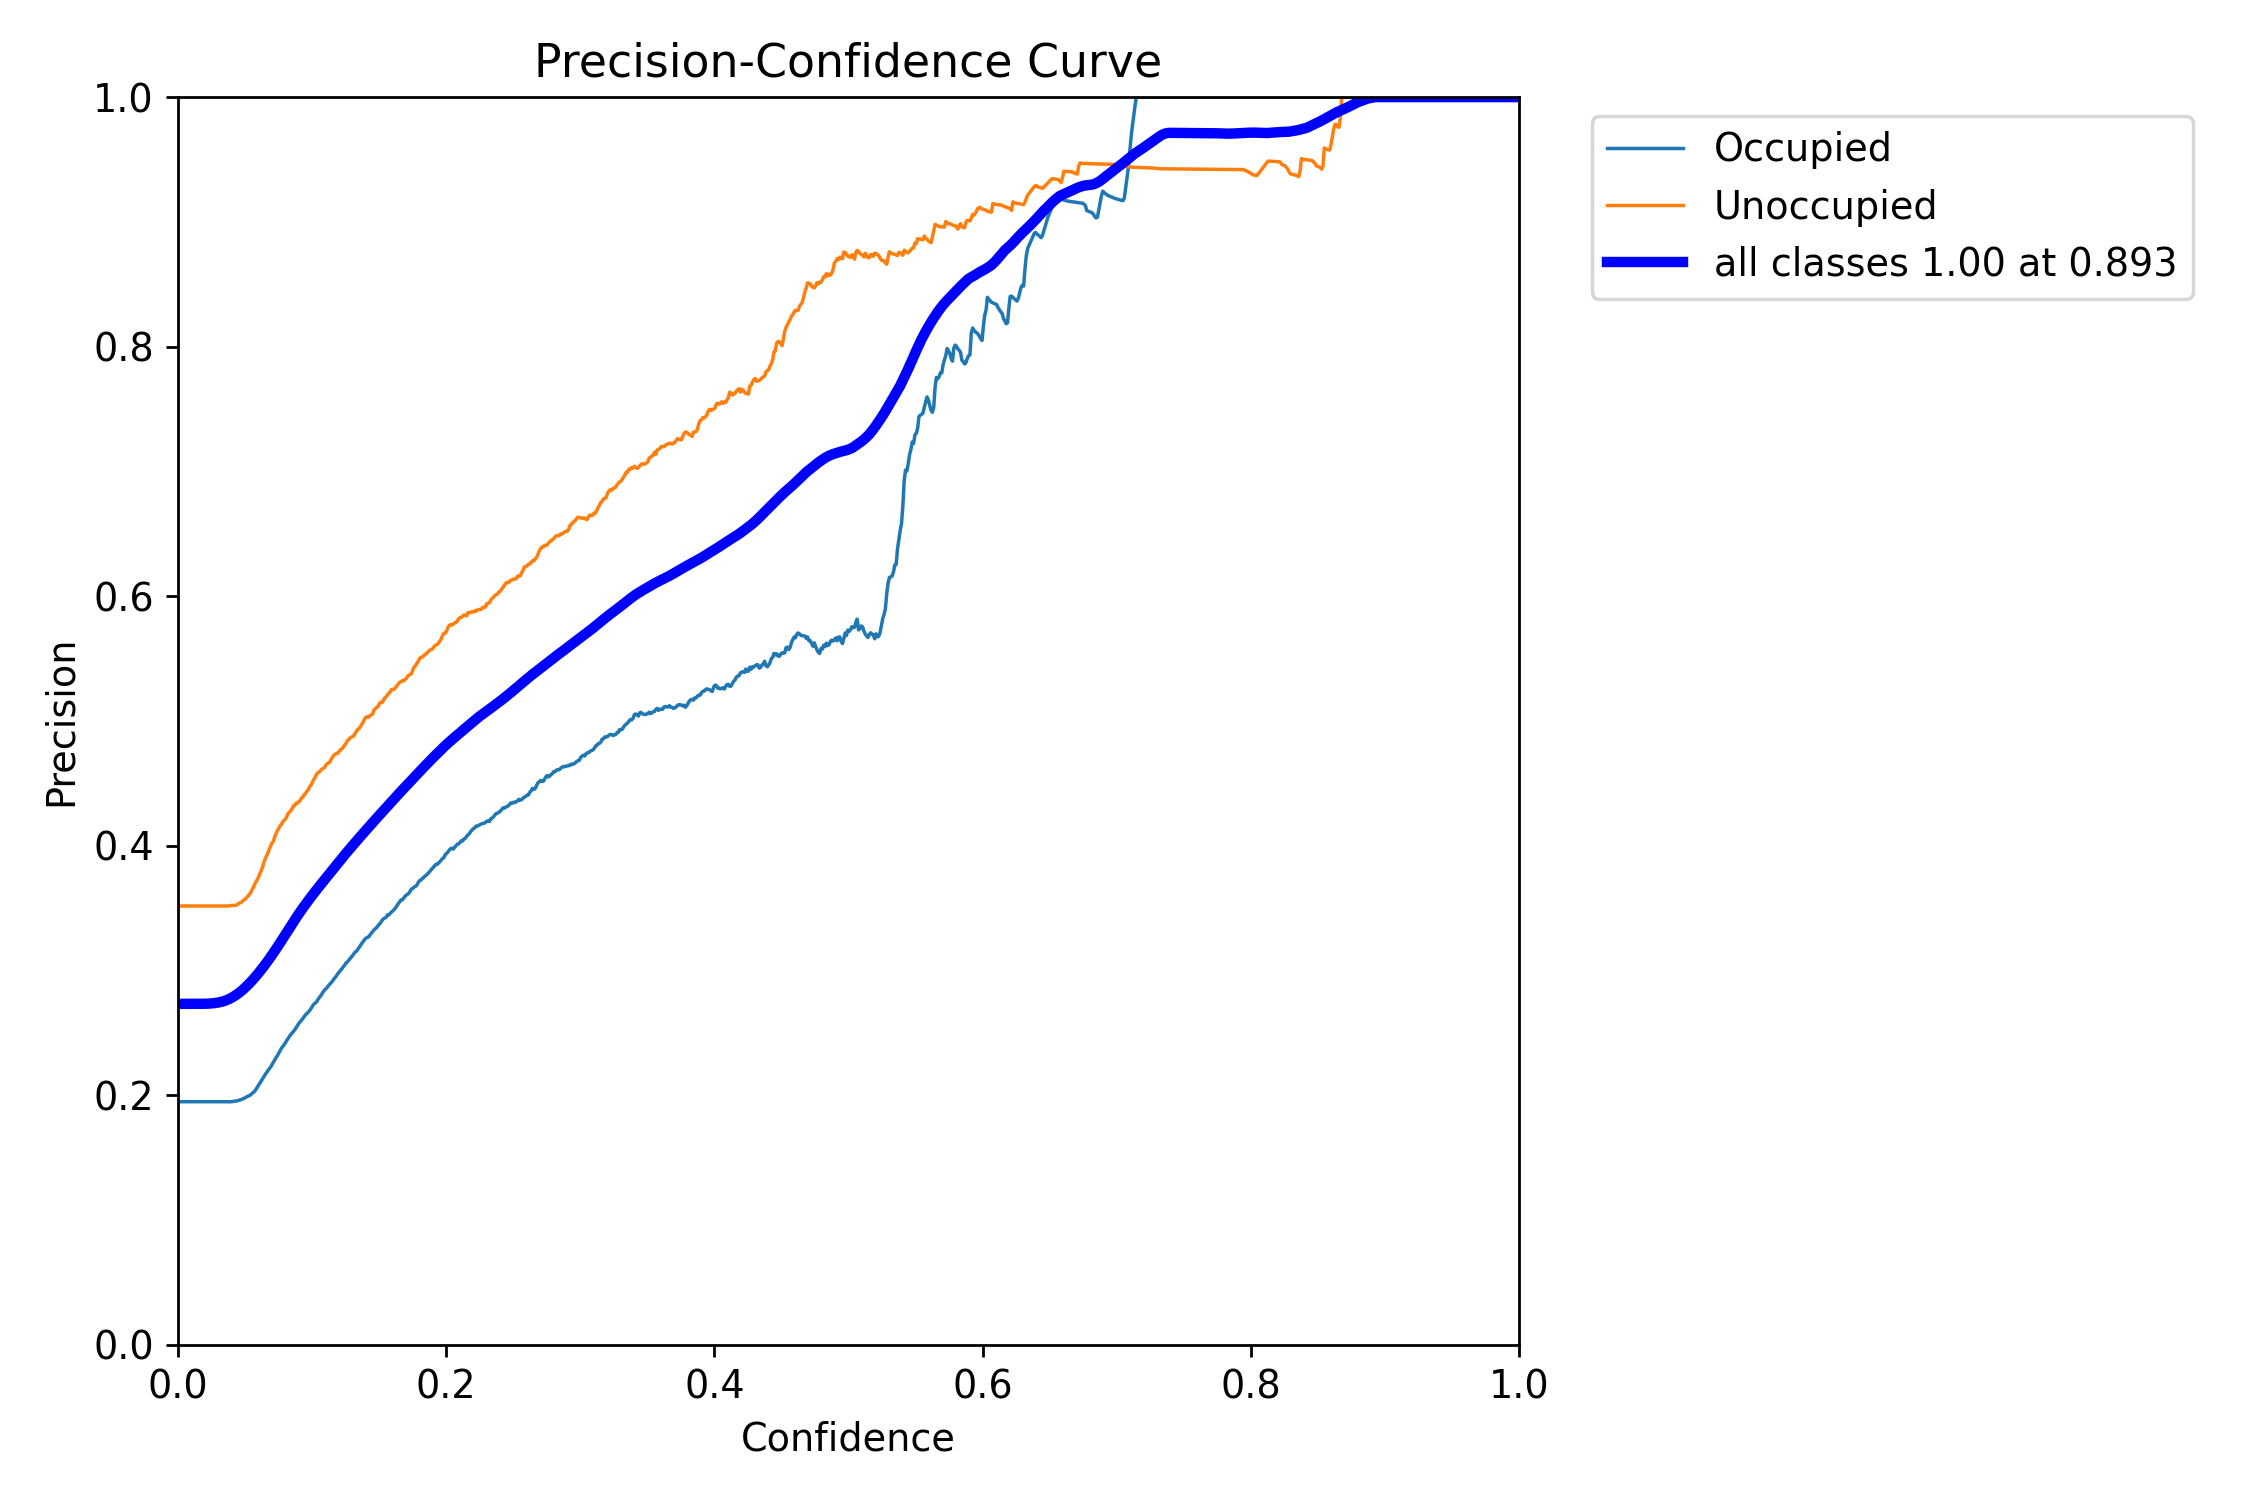 Precision-Confidence Curve
1.0
0.8
0.6
0.4
0.2
0.0
Precision
0.0 0.2 0.4 0.6 0.8 1.0
Confidence
Occupied
Unoccupied
all classes 1.00 at 0.893